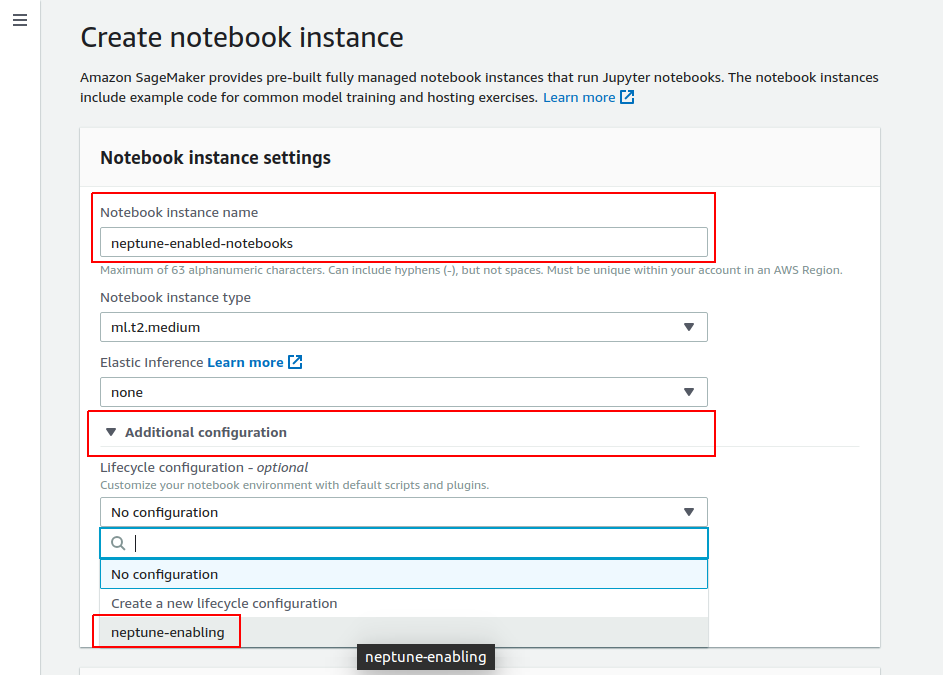 Create notebook instance
Amazon SageMaker provides pre-built fully managed notebook instances that run Jupyter notebooks. The notebook instances
include example code for common model training and hosting exercises. Learn more
Notebook instance settings
Notebook instance name
neptune-enabled-notebooks
Maximum of 63 alphanumeric characters. Can include hyphens (-), but not spaces. Must be unique within your account in an AWS Region.
Notebook instance type
ml.t2.medium
Elastic Inference Learn more
none
Additional configuration
Lifecycle configuration - optional
Customize your notebook environment with default scripts and plugins.
No configuration
No configuration
Create a new lifecycle configuration
neptune-enabling
neptune-enabling